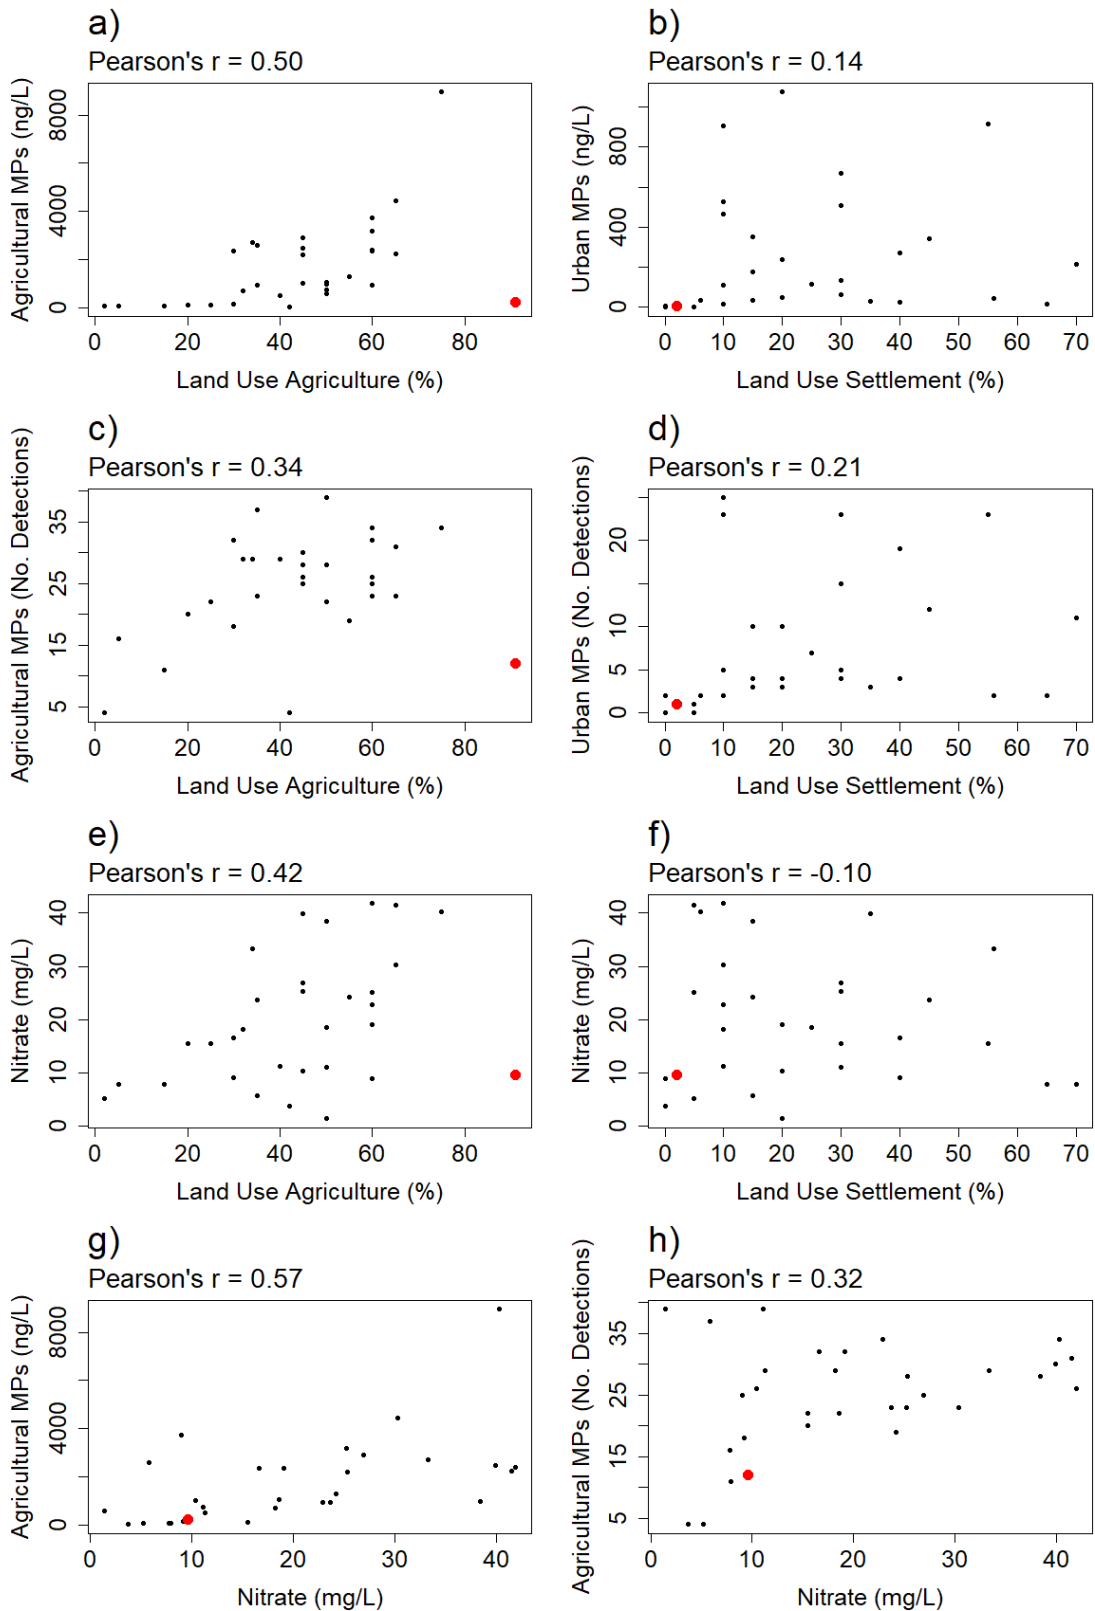 a)
Pearson's r = 0.50
Agricultural MPs (ng/L)
0 4000 8000
0 20 40 60 80
Land Use Agriculture (%)
b)
Pearson's r = 0.14
Urban MPs (ng/L)
0 400 800
0 10 20 30 40 50 60 70
Land Use Settlement (%)
c)
Pearson's r = 0.34
Agricultural MPs (No. Detections)
5 15 25 35
0 20 40 60 80
Land Use Agriculture (%)
d)
Pearson's r = 0.21
Urban MPs (No. Detections)
0 5 10 20
0 10 20 30 40 50 60 70
Land Use Settlement (%)
e)
Pearson's r = 0.42
Nitrate (mg/L)
0 10 20 30 40
0 20 40 60 80
Land Use Agriculture (%)
f)
Pearson's r = -0.10
Nitrate (mg/L)
0 10 20 30 40
0 10 20 30 40 50 60 70
Land Use Settlement (%)
g)
Pearson's r = 0.57
Agricultural MPs (ng/L)
0 4000 8000
0 10 20 30 40
Nitrate (mg/L)
h)
Pearson's r = 0.32
Agricultural MPs (No. Detections)
5 15 25 35
0 10 20 30 40
Nitrate (mg/L)